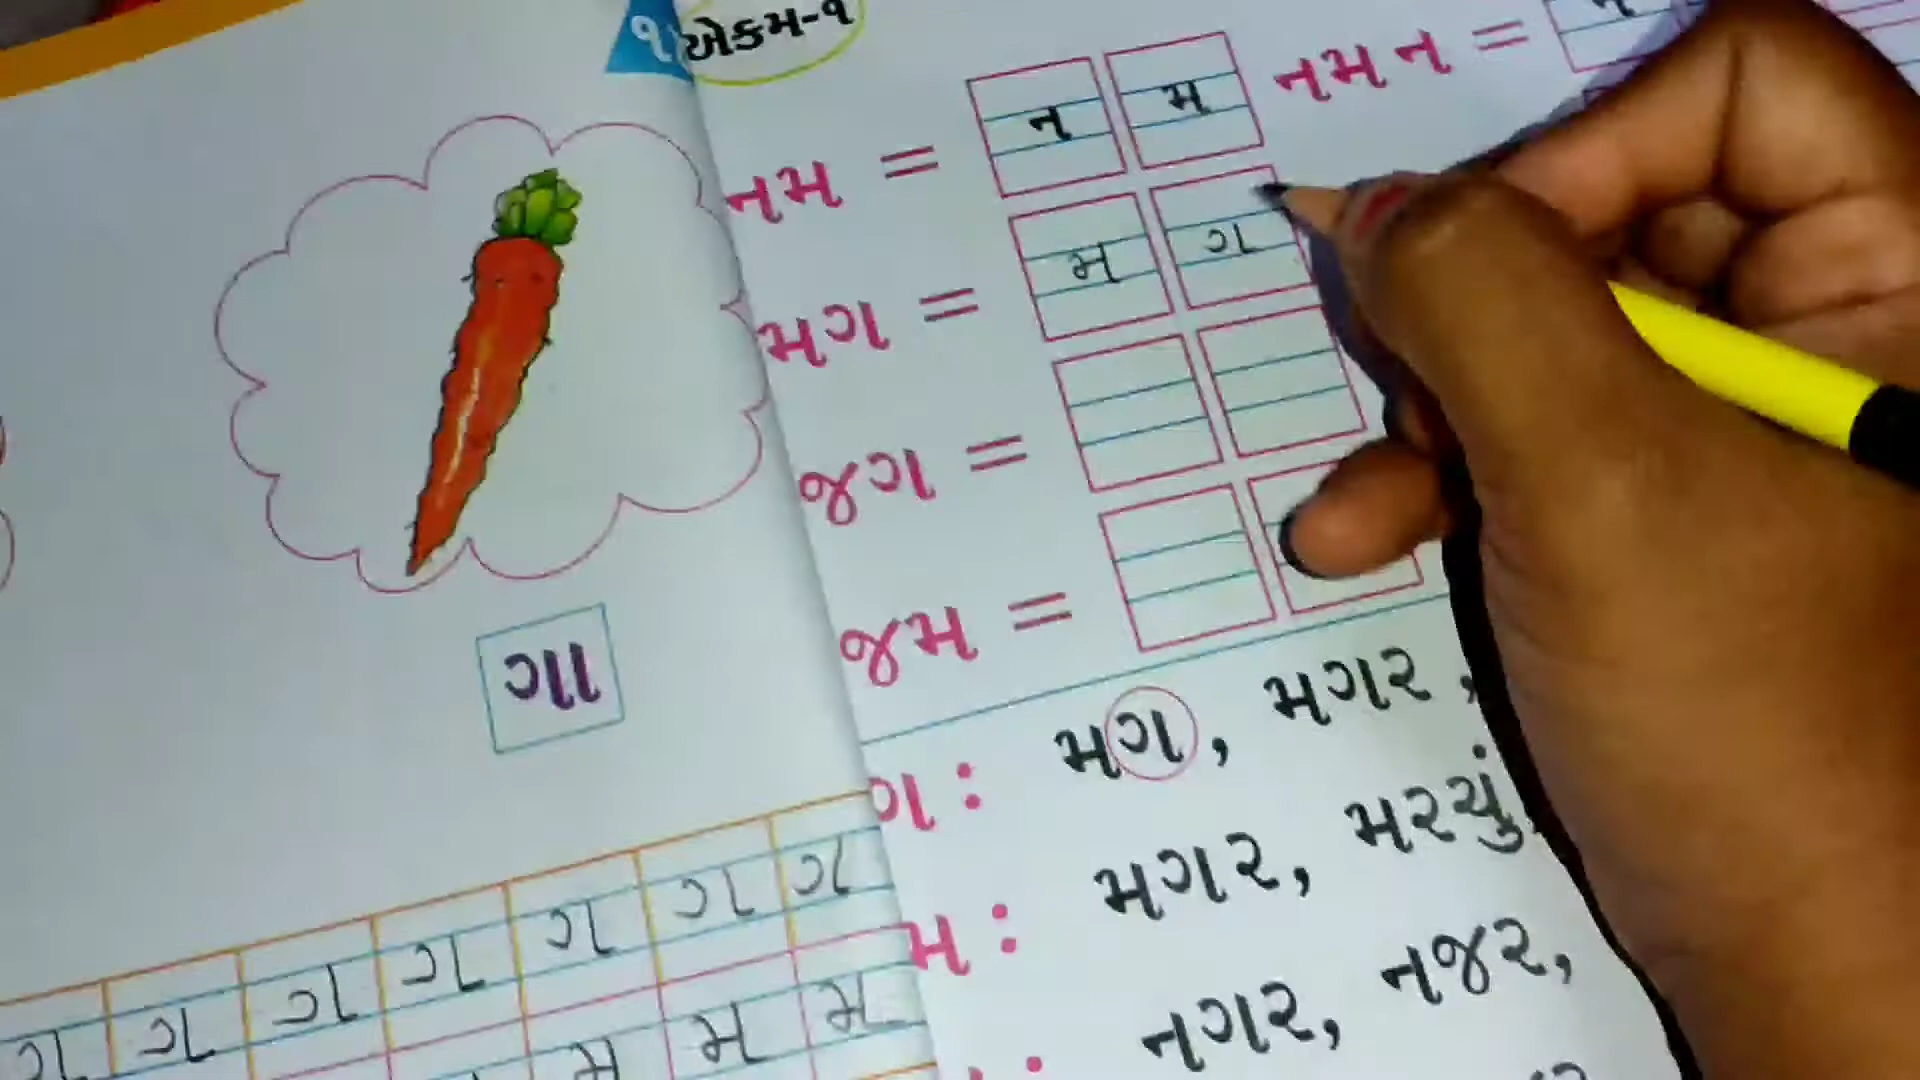 ૧ એકમ-૧
નમ = ન મ નમન = ન
મગ = મ ગ
જગ =
જમ =
ગા
ગ : મગ, મગર,
મ : મગર, મરચું,
નગર, નજર,
ગ ગ ગ ગ ગ ગ ગ
મ મ મ